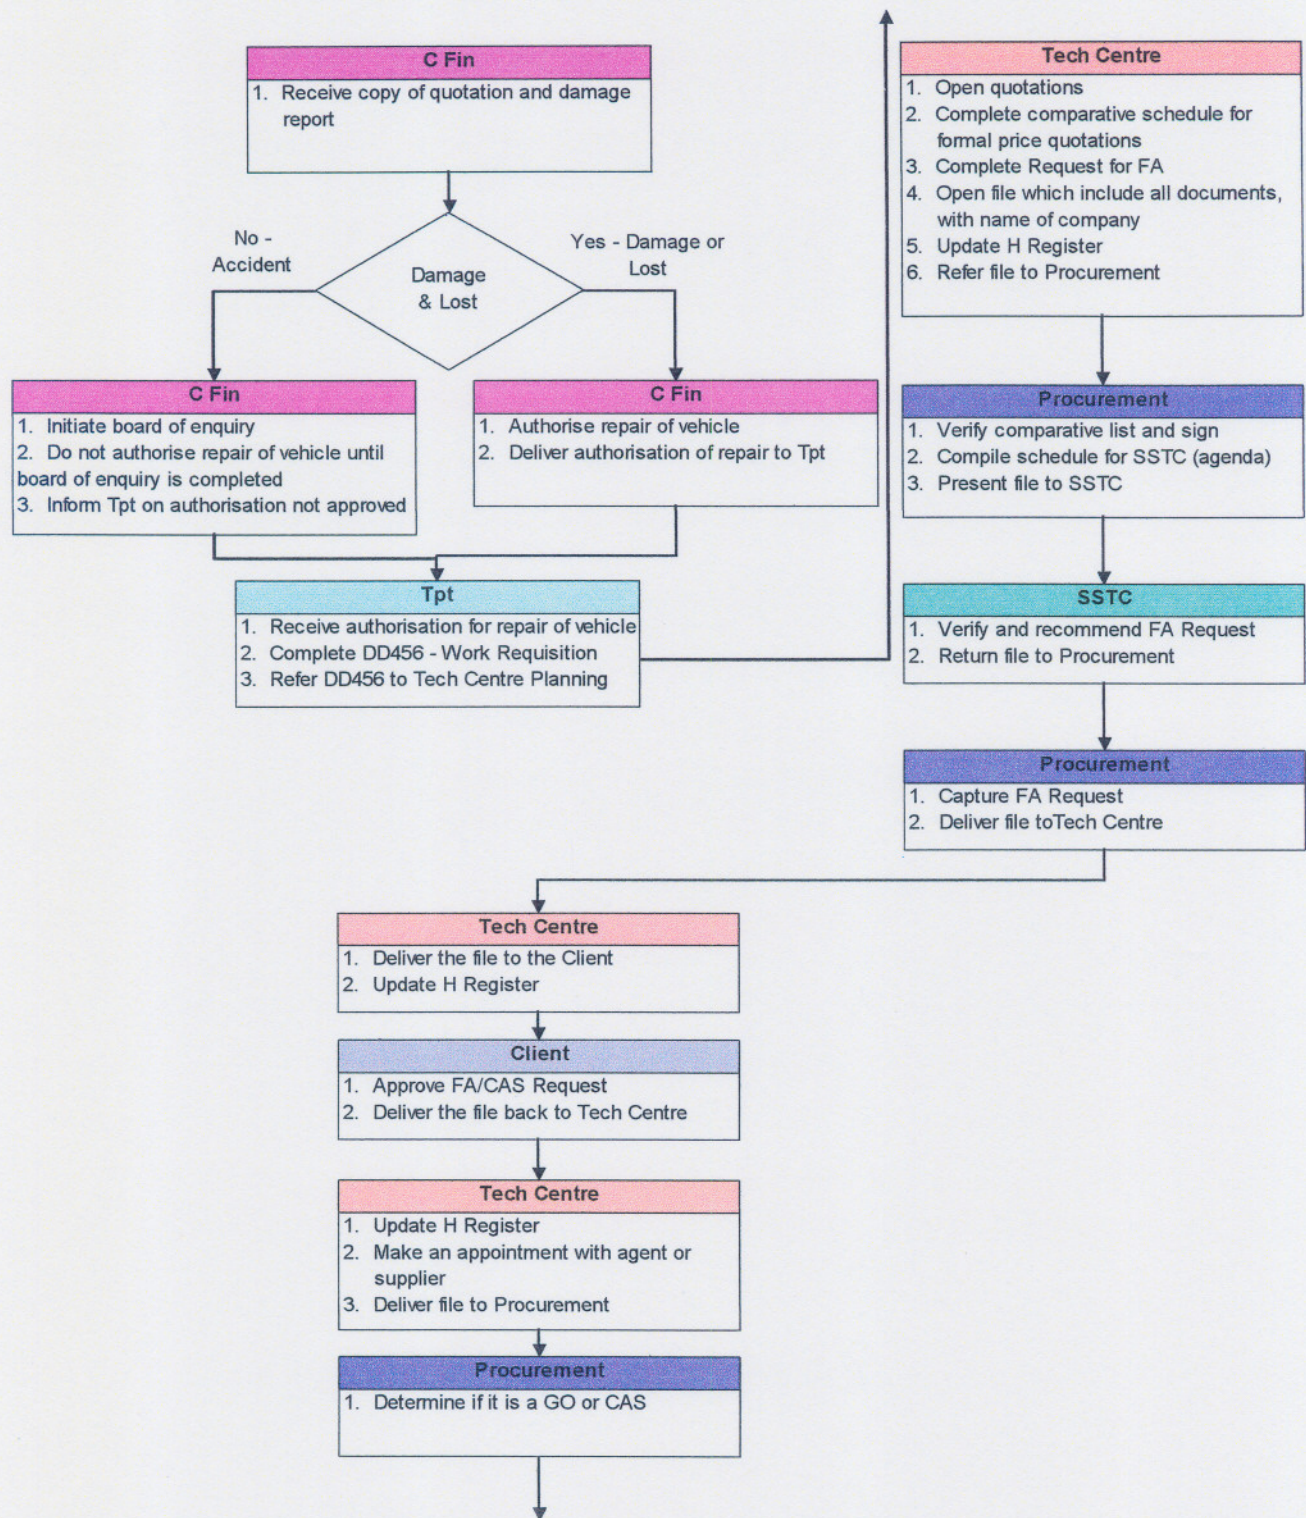 C Fin
1. Receive copy of quotation and damage
report
No -
Accident
Yes - Damage or
Lost
Damage
& Lost
C Fin
1. Initiate board of enquiry
2. Do not authorise repair of vehicle until
board of enquiry is completed
3. Inform Tpt on authorisation not approved
C Fin
1. Authorise repair of vehicle
2. Deliver authorisation of repair to Tpt
Tpt
1. Receive authorisation for repair of vehicle
2. Complete DD456 - Work Requisition
3. Refer DD456 to Tech Centre Planning
Tech Centre
1. Open quotations
2. Complete comparative schedule for
formal price quotations
3. Complete Request for FA
4. Open file which include all documents,
with name of company
5. Update H Register
6. Refer file to Procurement
Procurement
1. Verify comparative list and sign
2. Compile schedule for SSTC (agenda)
3. Present file to SSTC
SSTC
1. Verify and recommend FA Request
2. Return file to Procurement
Procurement
1. Capture FA Request
2. Deliver file toTech Centre
Tech Centre
1. Deliver the file to the Client
2. Update H Register
Client
1. Approve FA/CAS Request
2. Deliver the file back to Tech Centre
Tech Centre
1. Update H Register
2. Make an appointment with agent or
supplier
3. Deliver file to Procurement
Procurement
1. Determine if it is a GO or CAS